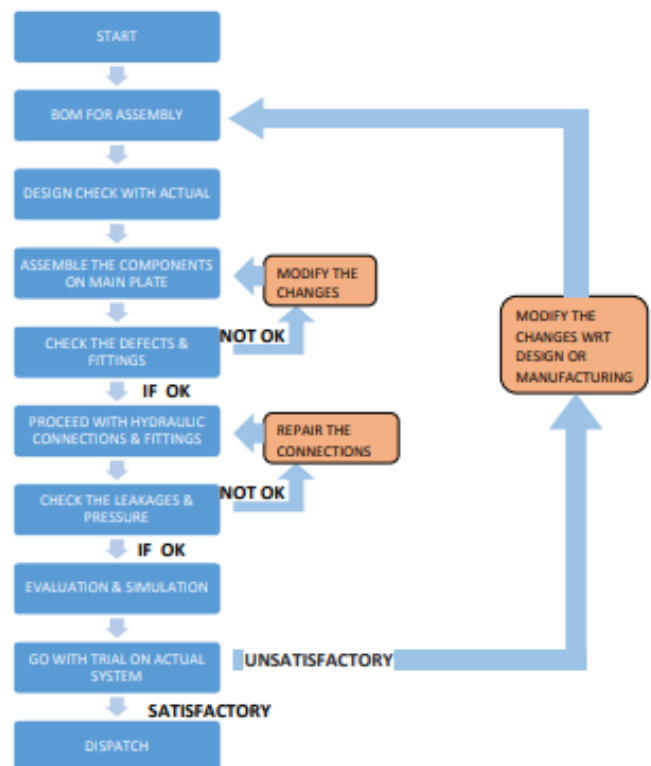 START
BOM FOR ASSEMBLY
DESIGN CHECK WITH ACTUAL
ASSEMBLE THE COMPONENTS
ON MAIN PLATE
MODIFY THE
CHANGES
CHECK THE DEFECTS &
FITTINGS
NOT OK
IF OK
PROCEED WITH HYDRAULIC
CONNECTIONS & FITTINGS
REPAIR THE
CONNECTIONS
CHECK THE LEAKAGES &
PRESSURE
NOT OK
IF OK
EVALUATION & SIMULATION
GO WITH TRIAL ON ACTUAL
SYSTEM
UNSATISFACTORY
MODIFY THE
CHANGES WRT
DESIGN OR
MANUFACTURING
SATISFACTORY
DISPATCH